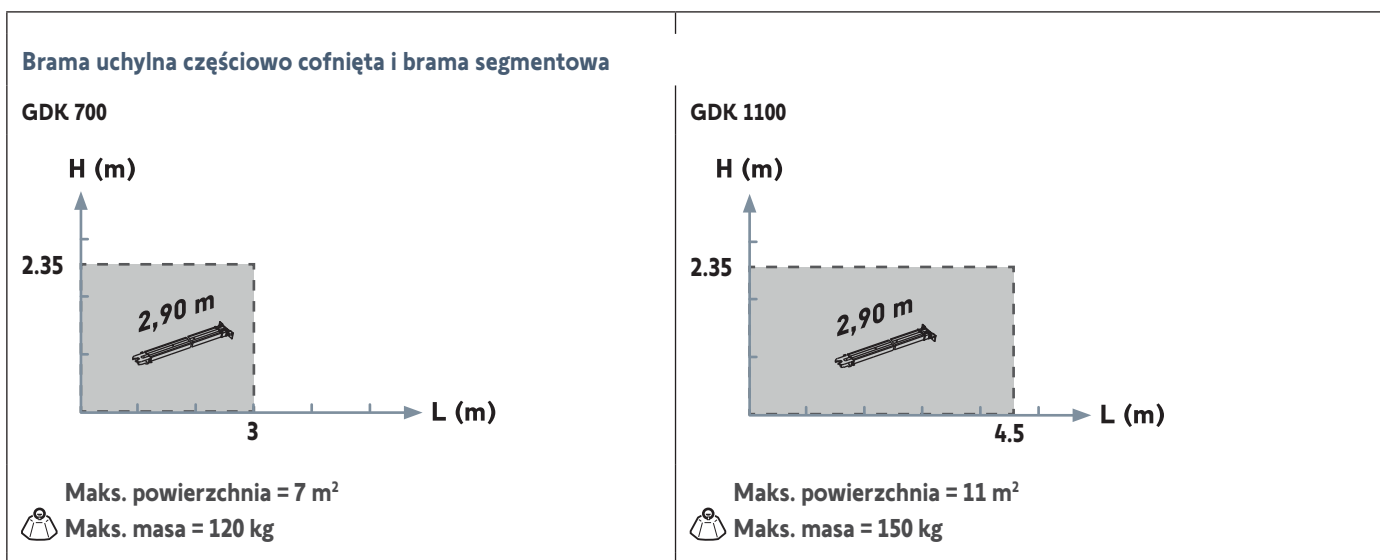 Brama uchylna częściowo cofnięta i brama segmentowa
GDK 700
H (m)
2.35
2,90 m
L (m)
3
Maks. powierzchnia = 7 m²
Maks. masa = 120 kg
GDK 1100
H (m)
2.35
2,90 m
L (m)
4.5
Maks. powierzchnia = 11 m²
Maks. masa = 150 kg